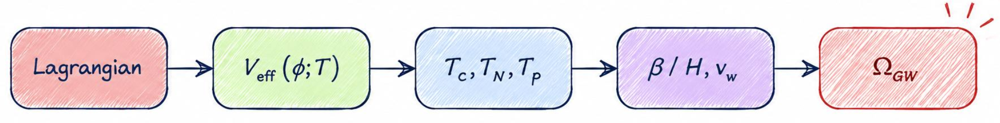 Lagrangian
V_eff (ϕ; T)
T_c, T_N, T_p
β / H, v_w
Ω_GW